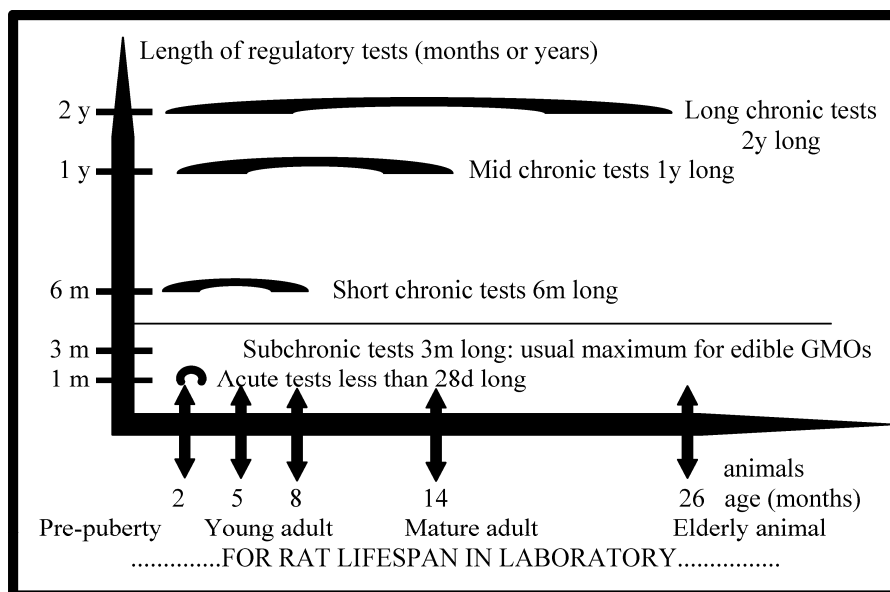 Length of regulatory tests (months or years)
2 y
Long chronic tests
2y long
1 y
Mid chronic tests 1y long
6 m
Short chronic tests 6m long
3 m
Subchronic tests 3m long: usual maximum for edible GMOs
1 m
Acute tests less than 28d long
animals
2 5 8 14 26 age (months)
Pre-puberty Young adult Mature adult Elderly animal
..............FOR RAT LIFESPAN IN LABORATORY................